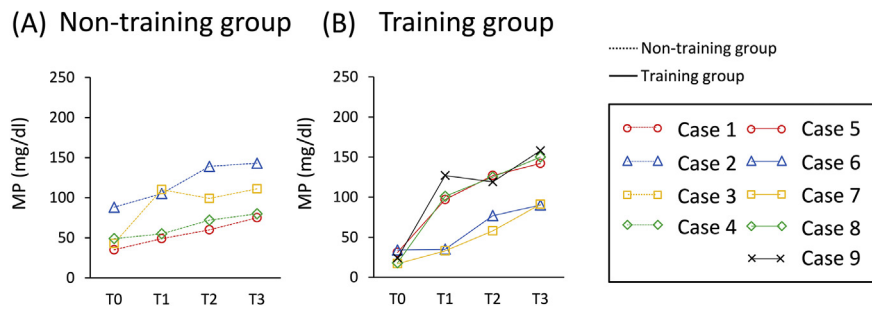 (A) Non-training group
(B) Training group
Non-training group
Training group
MP (mg/dl)
250
200
150
100
50
0
T0 T1 T2 T3
MP (mg/dl)
250
200
150
100
50
0
T0 T1 T2 T3
Case 1 Case 5
Case 2 Case 6
Case 3 Case 7
Case 4 Case 8
Case 9